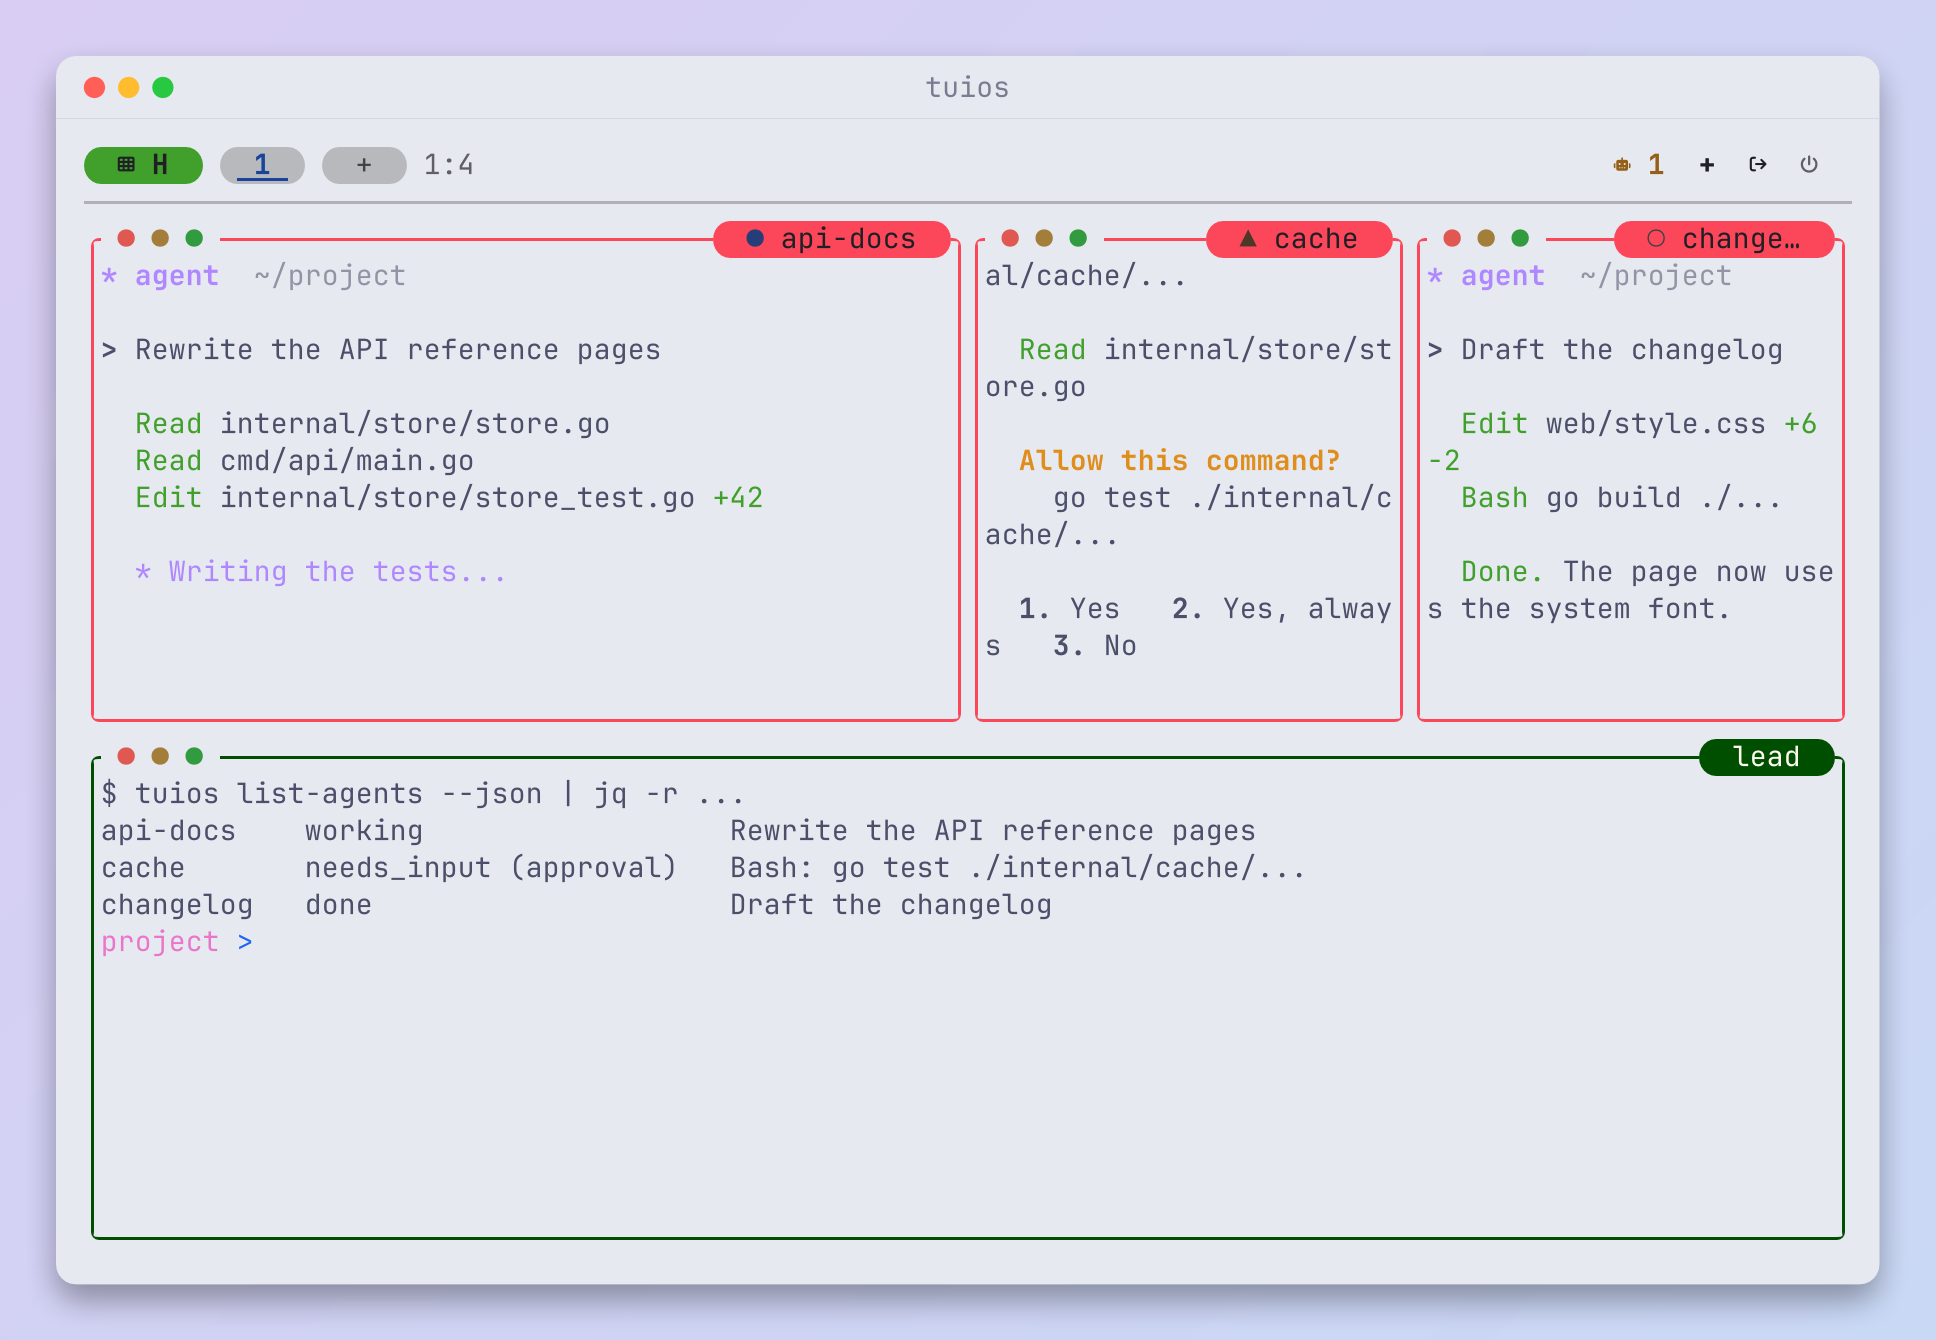 tuios
H 1 + 1:4 1 +
api-docs
* agent ~/project
> Rewrite the API reference pages
Read internal/store/store.go
Read cmd/api/main.go
Edit internal/store/store_test.go +42
* Writing the tests...
cache
al/cache/...
Read internal/store/st
ore.go
Allow this command?
go test ./internal/c
ache/...
1. Yes 2. Yes, alway
s 3. No
change…
* agent ~/project
> Draft the changelog
Edit web/style.css +6
-2
Bash go build ./...
Done. The page now use
s the system font.
lead
$ tuios list-agents --json | jq -r ...
api-docs working Rewrite the API reference pages
cache needs_input (approval) Bash: go test ./internal/cache/...
changelog done Draft the changelog
project >